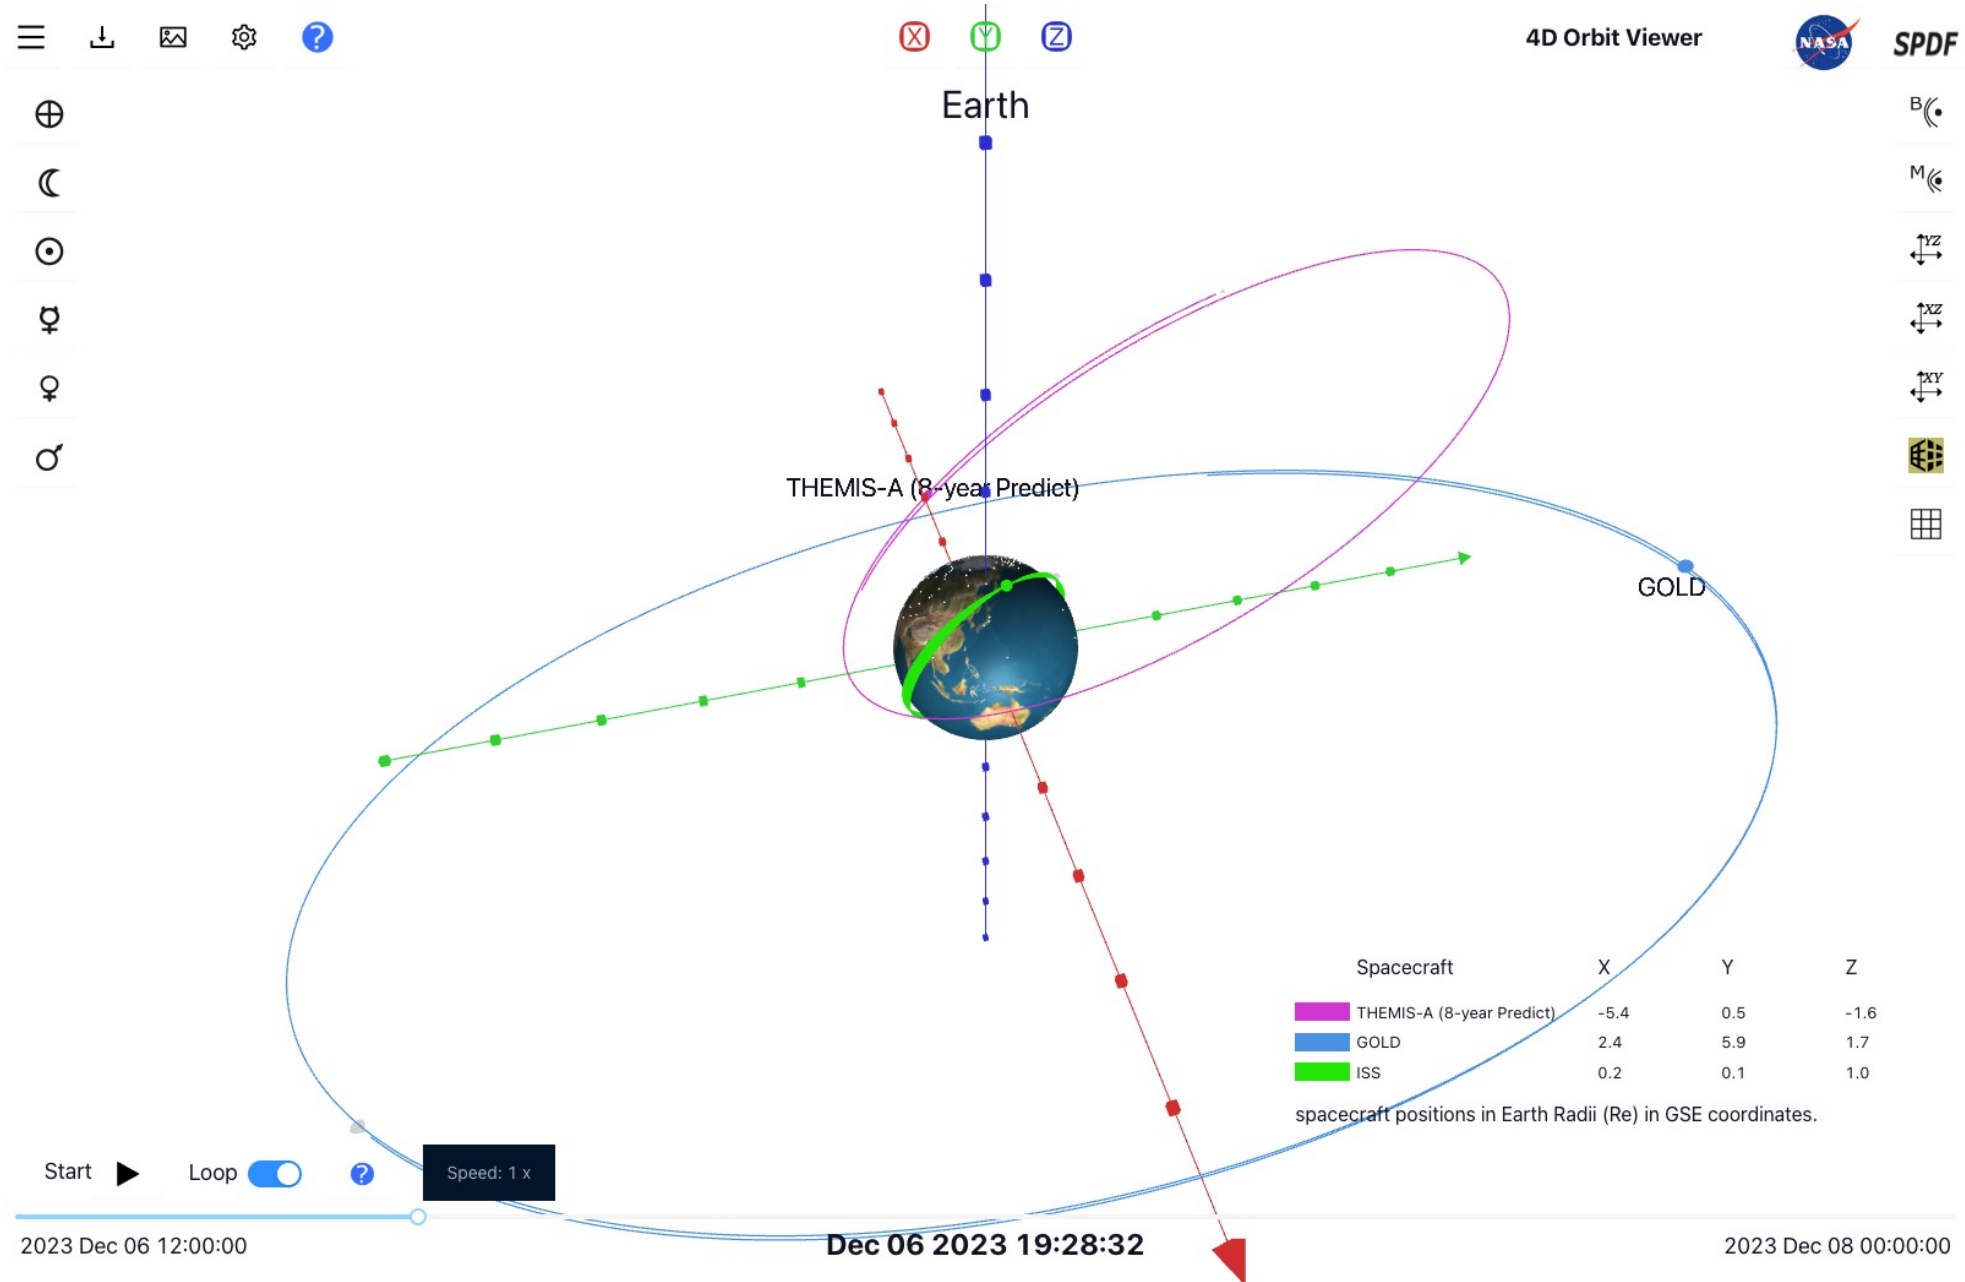 X Y Z
4D Orbit Viewer
NASA
SPDF
Earth
B
M
YZ
XZ
XY
THEMIS-A (8-year Predict)
GOLD
Spacecraft X Y Z
THEMIS-A (8-year Predict) -5.4 0.5 -1.6
GOLD 2.4 5.9 1.7
ISS 0.2 0.1 1.0
spacecraft positions in Earth Radii (Re) in GSE coordinates.
Start Loop ? Speed: 1 x
2023 Dec 06 12:00:00 Dec 06 2023 19:28:32 2023 Dec 08 00:00:00